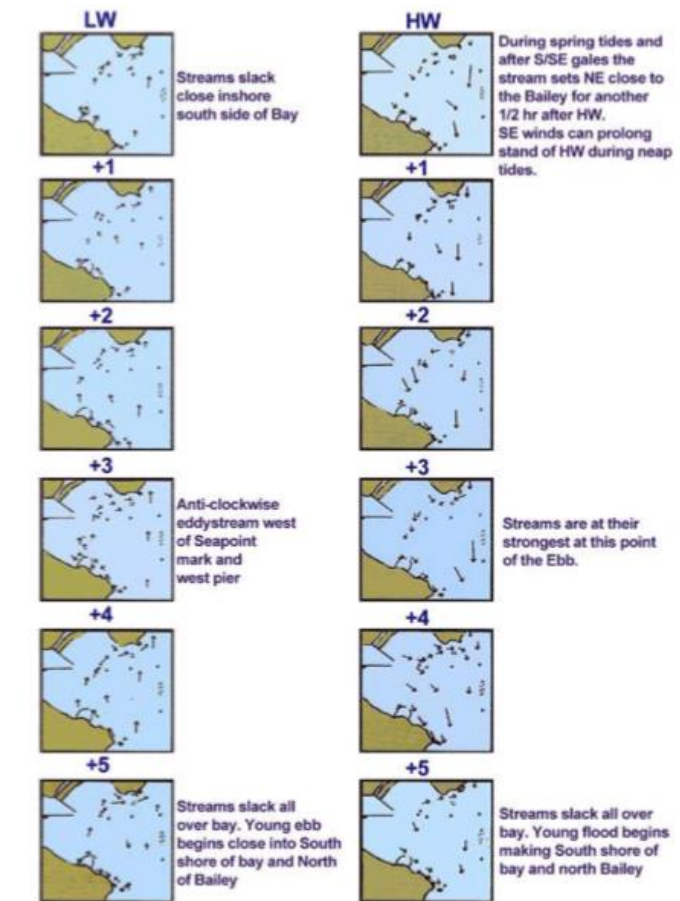 LW
Streams slack
close inshore
south side of Bay
+1
+2
+3
Anti-clockwise
eddystream west
of Seapoint
mark and
west pier
+4
+5
Streams slack all
over bay. Young ebb
begins close into South
shore of bay and North
of Bailey
HW
During spring tides and
after S/SE gales the
stream sets NE close to
the Bailey for another
1/2 hr after HW.
SE winds can prolong
stand of HW during neap
tides.
+1
+2
+3
Streams are at their
strongest at this point
of the Ebb.
+4
+5
Streams slack all over
bay. Young flood begins
making South shore of
bay and north Bailey